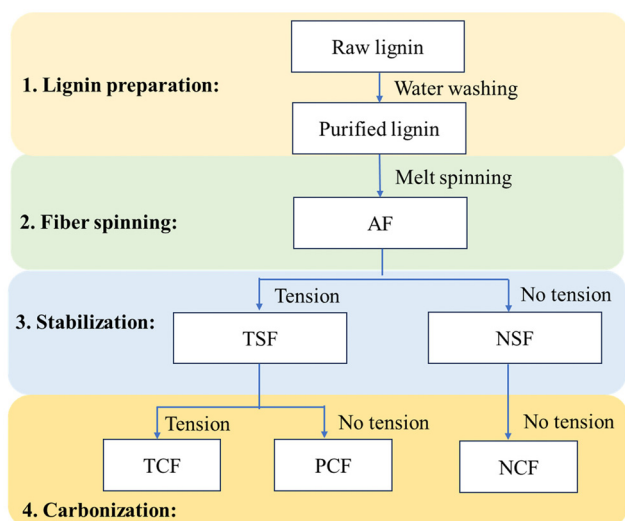 Raw lignin
1. Lignin preparation:
Water washing
Purified lignin
Melt spinning
2. Fiber spinning:
AF
Tension
No tension
3. Stabilization:
TSF
NSF
Tension
No tension
No tension
TCF
PCF
NCF
4. Carbonization: